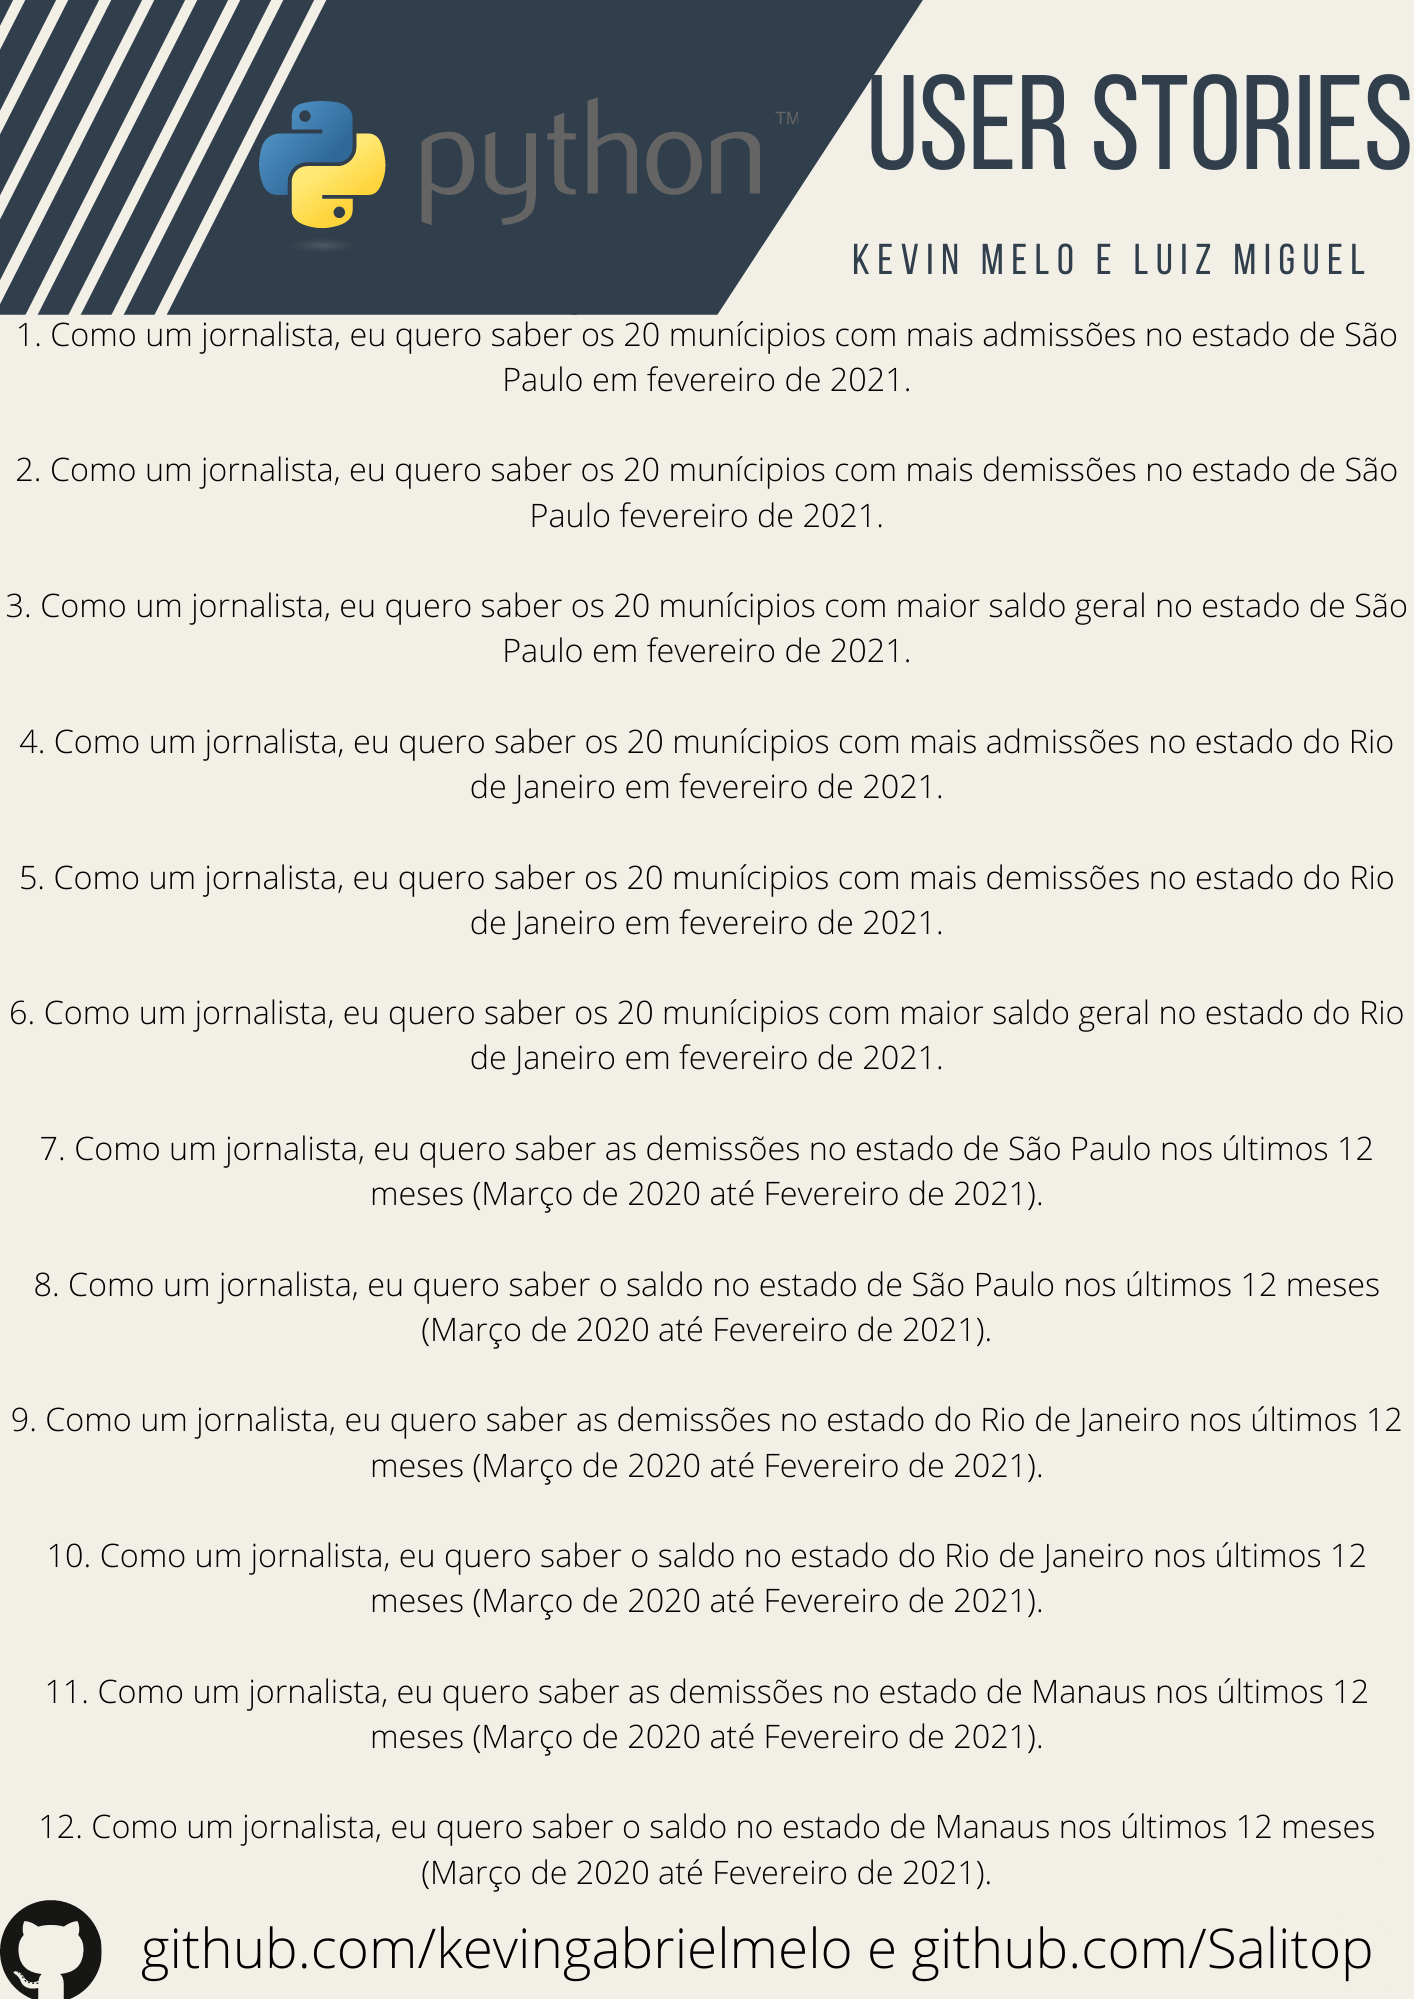 python™
USER STORIES
KEVIN MELO E LUIZ MIGUEL
1. Como um jornalista, eu quero saber os 20 munícipios com mais admissões no estado de São
Paulo em fevereiro de 2021.
2. Como um jornalista, eu quero saber os 20 munícipios com mais demissões no estado de São
Paulo fevereiro de 2021.
3. Como um jornalista, eu quero saber os 20 munícipios com maior saldo geral no estado de São
Paulo em fevereiro de 2021.
4. Como um jornalista, eu quero saber os 20 munícipios com mais admissões no estado do Rio
de Janeiro em fevereiro de 2021.
5. Como um jornalista, eu quero saber os 20 munícipios com mais demissões no estado do Rio
de Janeiro em fevereiro de 2021.
6. Como um jornalista, eu quero saber os 20 munícipios com maior saldo geral no estado do Rio
de Janeiro em fevereiro de 2021.
7. Como um jornalista, eu quero saber as demissões no estado de São Paulo nos últimos 12
meses (Março de 2020 até Fevereiro de 2021).
8. Como um jornalista, eu quero saber o saldo no estado de São Paulo nos últimos 12 meses
(Março de 2020 até Fevereiro de 2021).
9. Como um jornalista, eu quero saber as demissões no estado do Rio de Janeiro nos últimos 12
meses (Março de 2020 até Fevereiro de 2021).
10. Como um jornalista, eu quero saber o saldo no estado do Rio de Janeiro nos últimos 12
meses (Março de 2020 até Fevereiro de 2021).
11. Como um jornalista, eu quero saber as demissões no estado de Manaus nos últimos 12
meses (Março de 2020 até Fevereiro de 2021).
12. Como um jornalista, eu quero saber o saldo no estado de Manaus nos últimos 12 meses
(Março de 2020 até Fevereiro de 2021).
github.com/kevingabrielmelo e github.com/Salitop